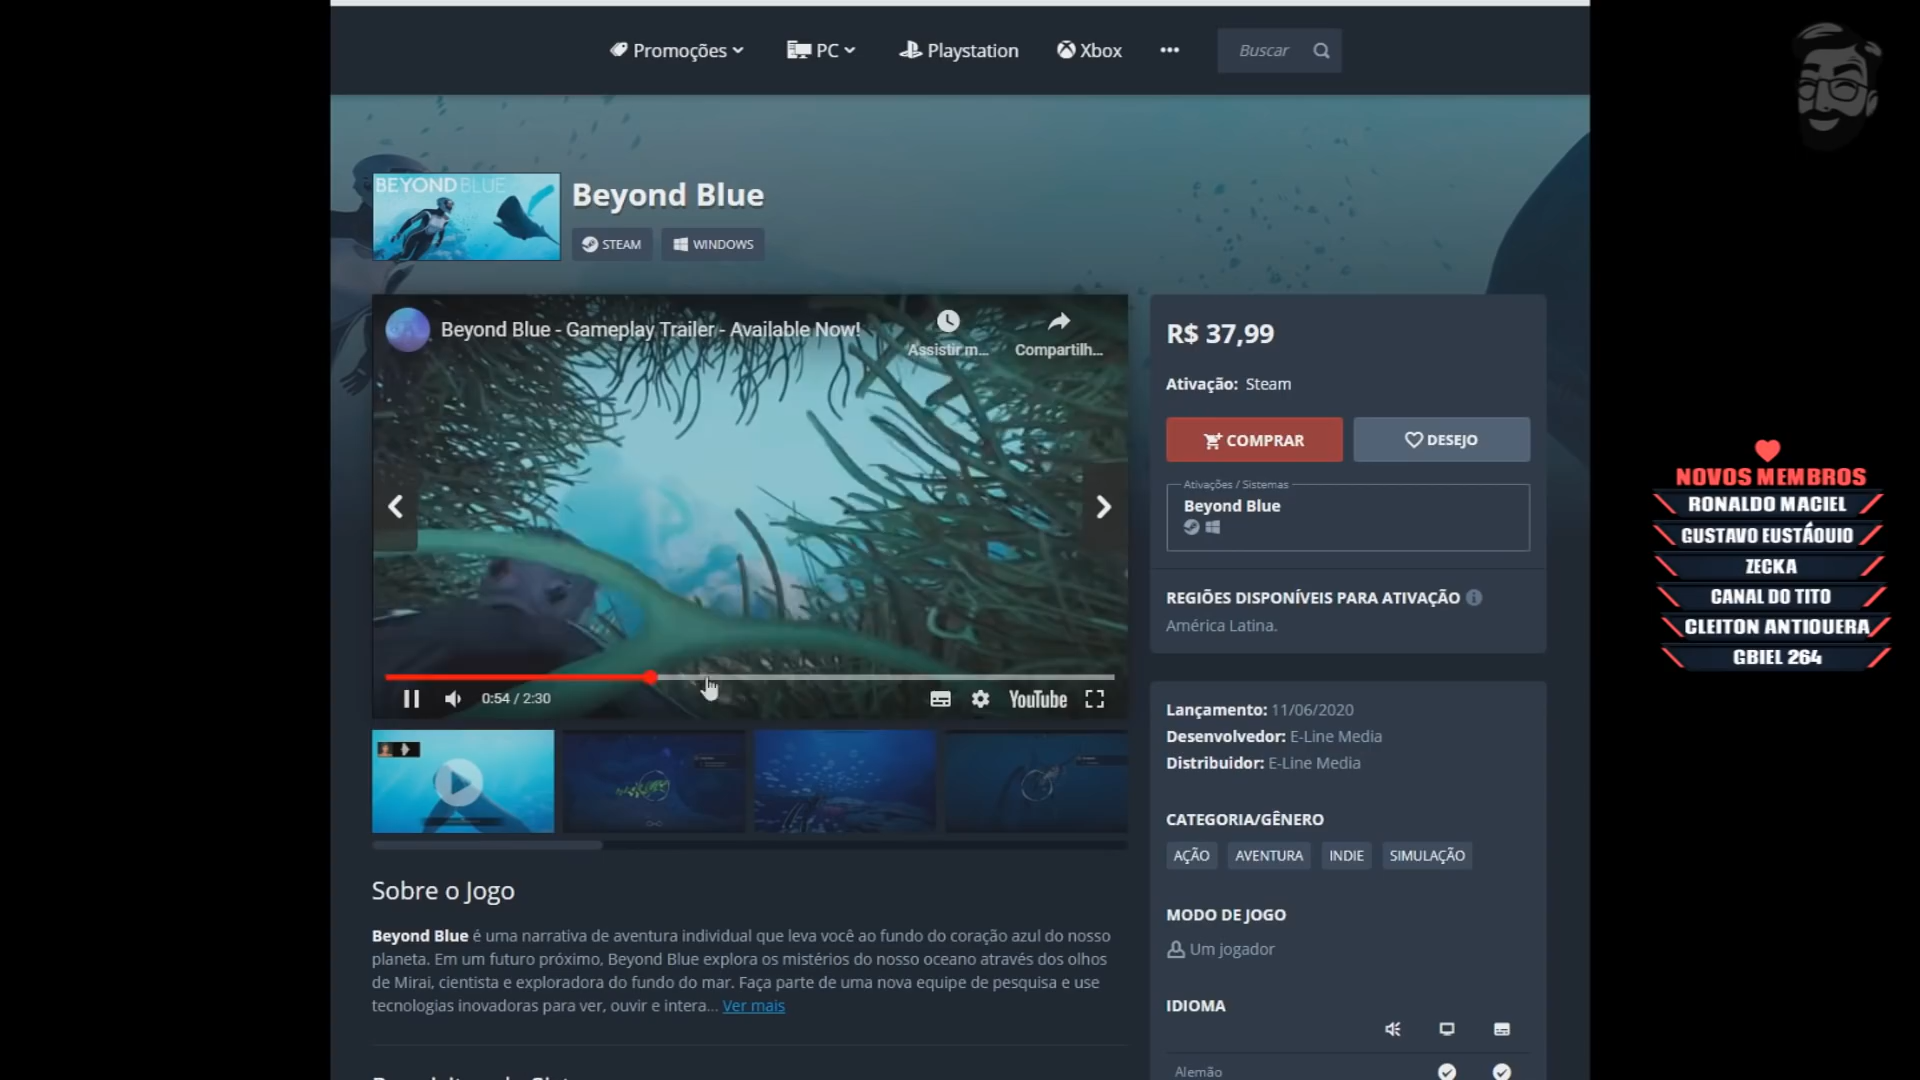 Promoções
PC
Playstation
Xbox
Buscar
BEYOND BLUE
Beyond Blue
STEAM
WINDOWS
Beyond Blue - Gameplay Trailer - Available Now!
Assistir m...
Compartilh...
0:54 / 2:30
YouTube
R$ 37,99
Ativação: Steam
COMPRAR
DESEJO
Ativações / Sistemas
Beyond Blue
REGIÕES DISPONÍVEIS PARA ATIVAÇÃO
América Latina.
Lançamento: 11/06/2020
Desenvolvedor: E-Line Media
Distribuidor: E-Line Media
CATEGORIA/GÊNERO
AÇÃO
AVENTURA
INDIE
SIMULAÇÃO
MODO DE JOGO
Um jogador
IDIOMA
Alemão
Sobre o Jogo
Beyond Blue é uma narrativa de aventura individual que leva você ao fundo do coração azul do nosso
planeta. Em um futuro próximo, Beyond Blue explora os mistérios do nosso oceano através dos olhos
de Mirai, cientista e exploradora do fundo do mar. Faça parte de uma nova equipe de pesquisa e use
tecnologias inovadoras para ver, ouvir e intera... Ver mais
NOVOS MEMBROS
RONALDO MACIEL
GUSTAVO EUSTÁQUIO
ZECKA
CANAL DO TITO
CLEITON ANTIQUERA
GBIEL 264